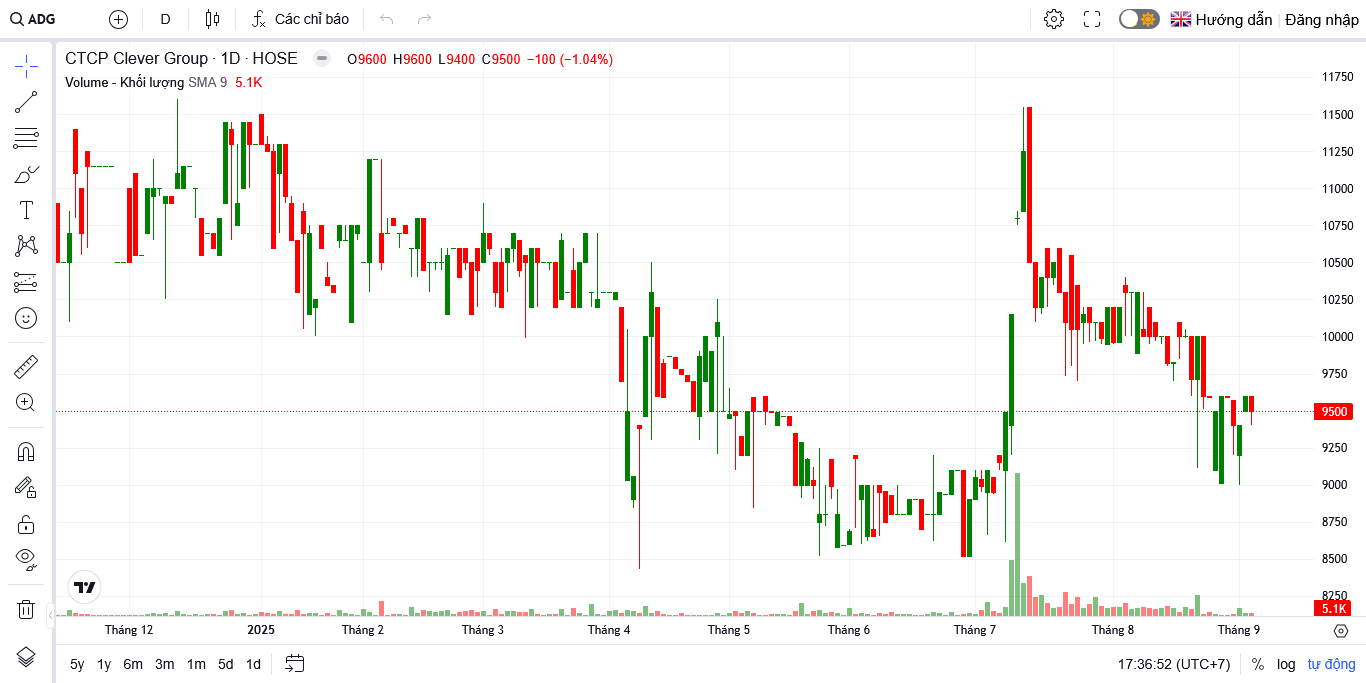 ADG D Các chỉ báo Hướng dẫn Đăng nhập
CTCP Clever Group · 1D · HOSE O9600 H9600 L9400 C9500 −100 (−1.04%)
Volume - Khối lượng SMA 9 5.1K
11750
11500
11250
11000
10750
10500
10250
10000
9750
9500
9250
9000
8750
8500
8250
5.1K
Tháng 12 2025 Tháng 2 Tháng 3 Tháng 4 Tháng 5 Tháng 6 Tháng 7 Tháng 8 Tháng 9
5y 1y 6m 3m 1m 5d 1d 17:36:52 (UTC+7) % log tự động